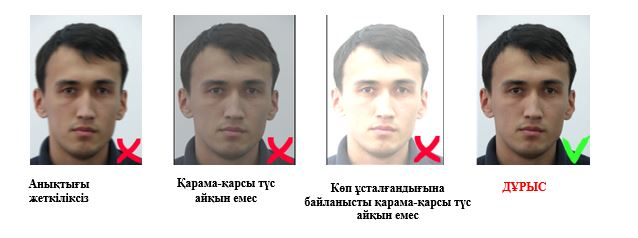 Анықтығы
жеткіліксіз
Қарама-қарсы түс
айқын емес
Көп ұсталғандығына
байланысты қарама-қарсы түс
айқын емес
ДҰРЫС